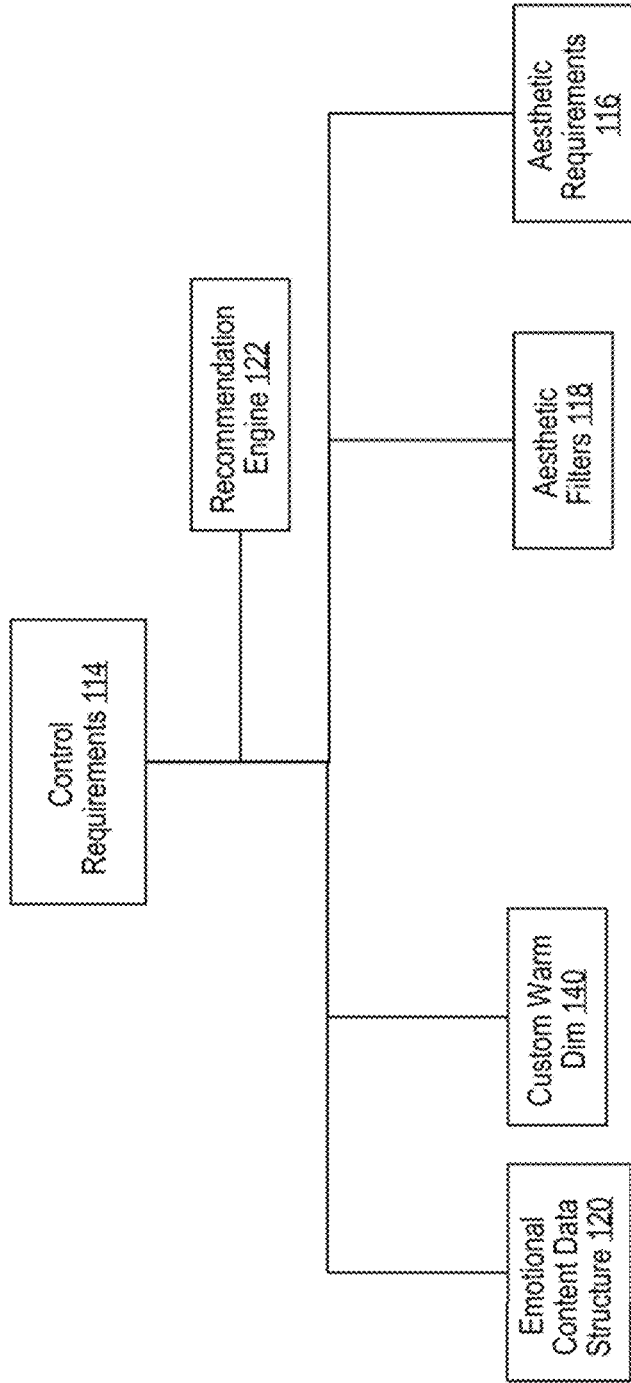 Control
Requirements 114
Recommendation
Engine 122
Emotional
Content Data
Structure 120
Custom Warm
Dim 140
Aesthetic
Filters 118
Aesthetic
Requirements
116